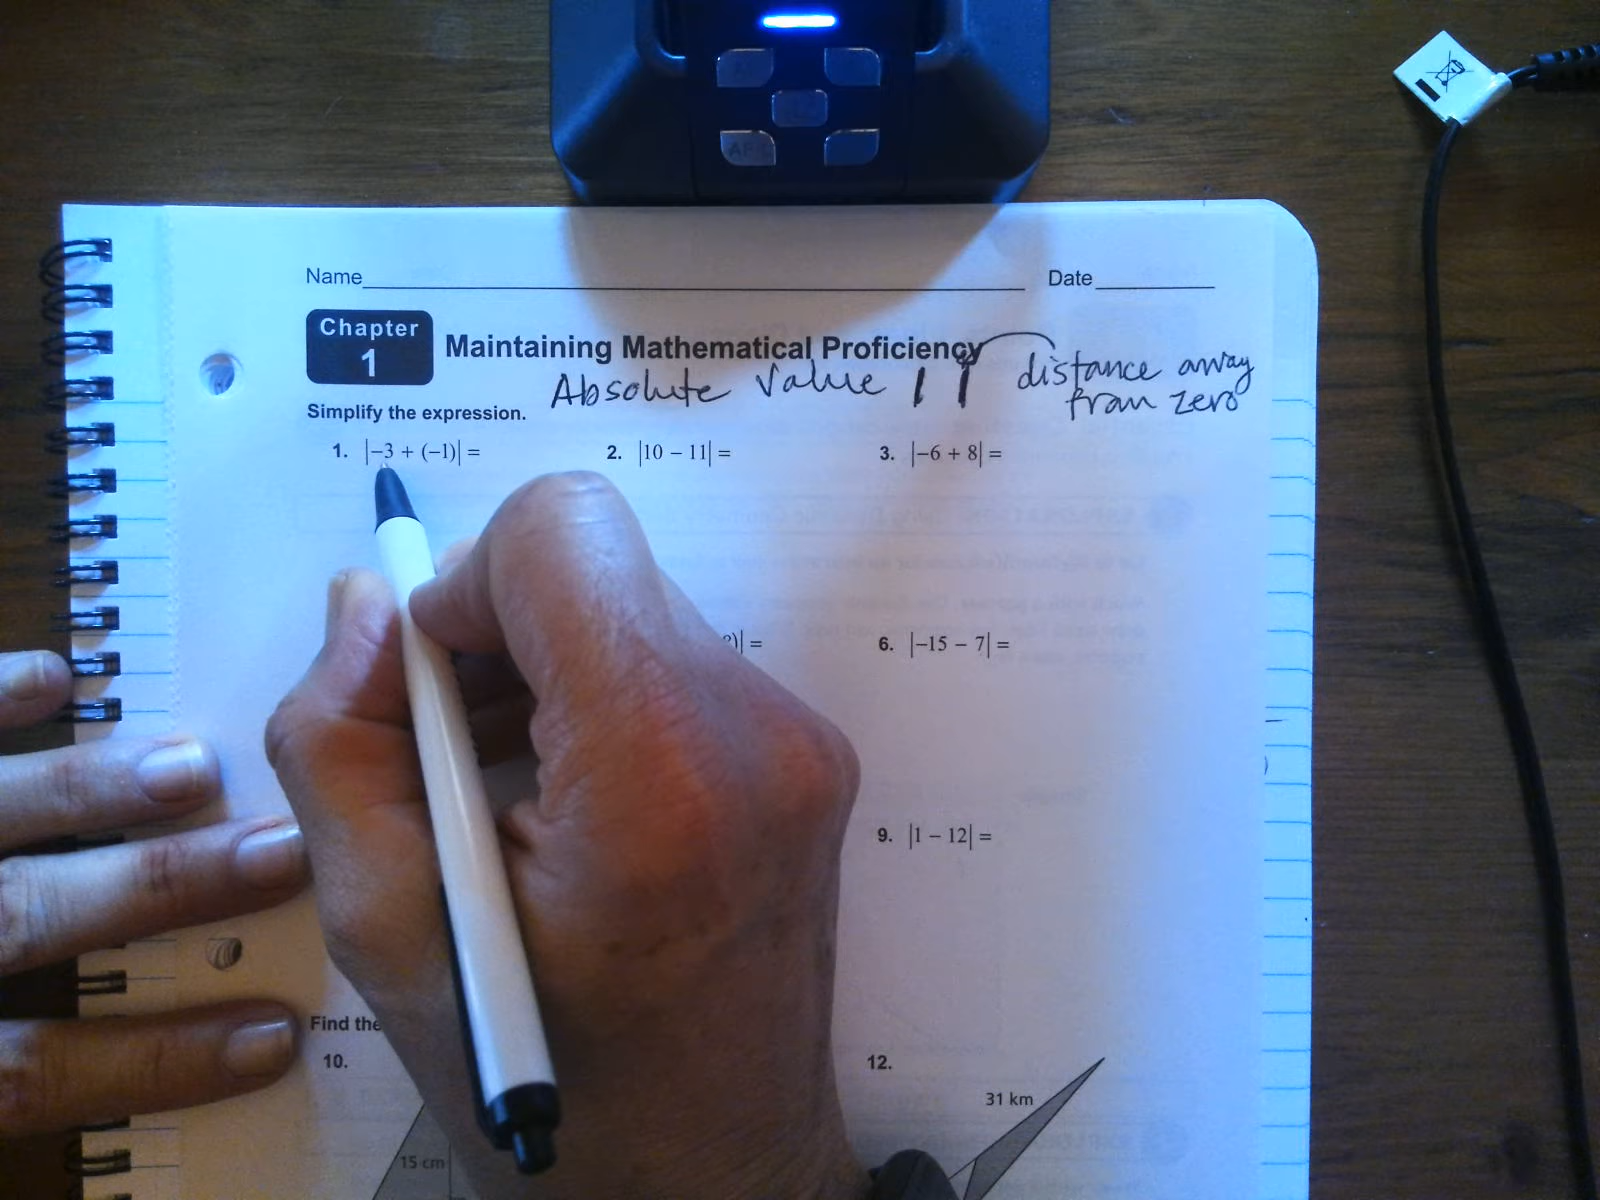 Name Date
Chapter
1
Maintaining Mathematical Proficiency
Absolute Value | | distance away
from zero
Simplify the expression.
1. |−3 + (−1)| = 2. |10 − 11| = 3. |−6 + 8| =
)| = 6. |−15 − 7| =
9. |1 − 12| =
Find the
10. 12.
31 km
15 cm